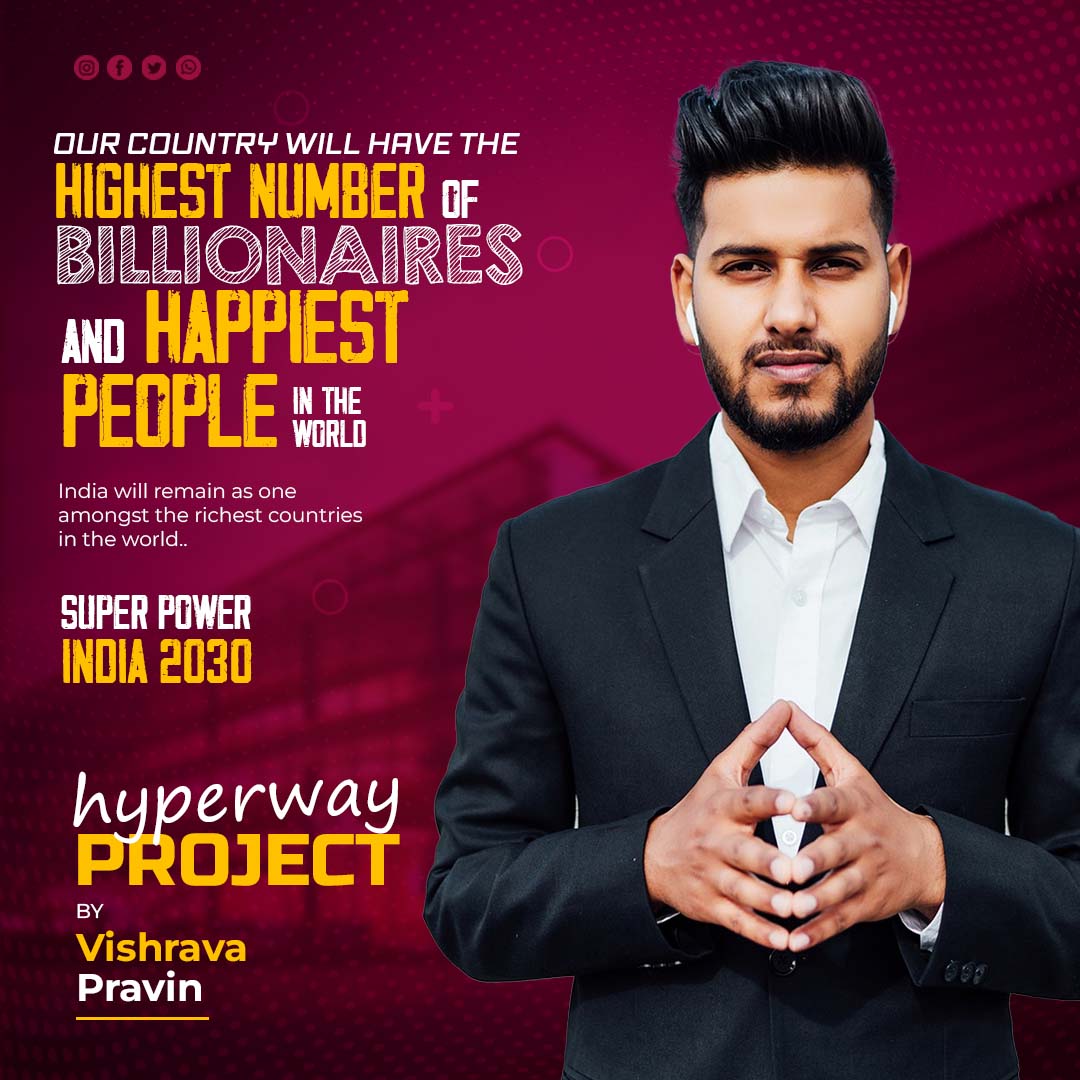 OUR COUNTRY WILL HAVE THE
HIGHEST NUMBER OF
BILLIONAIRES
AND HAPPIEST
PEOPLE IN THE
WORLD
India will remain as one
amongst the richest countries
in the world..
SUPER POWER
INDIA 2030
hyperway
PROJECT
BY
Vishrava
Pravin